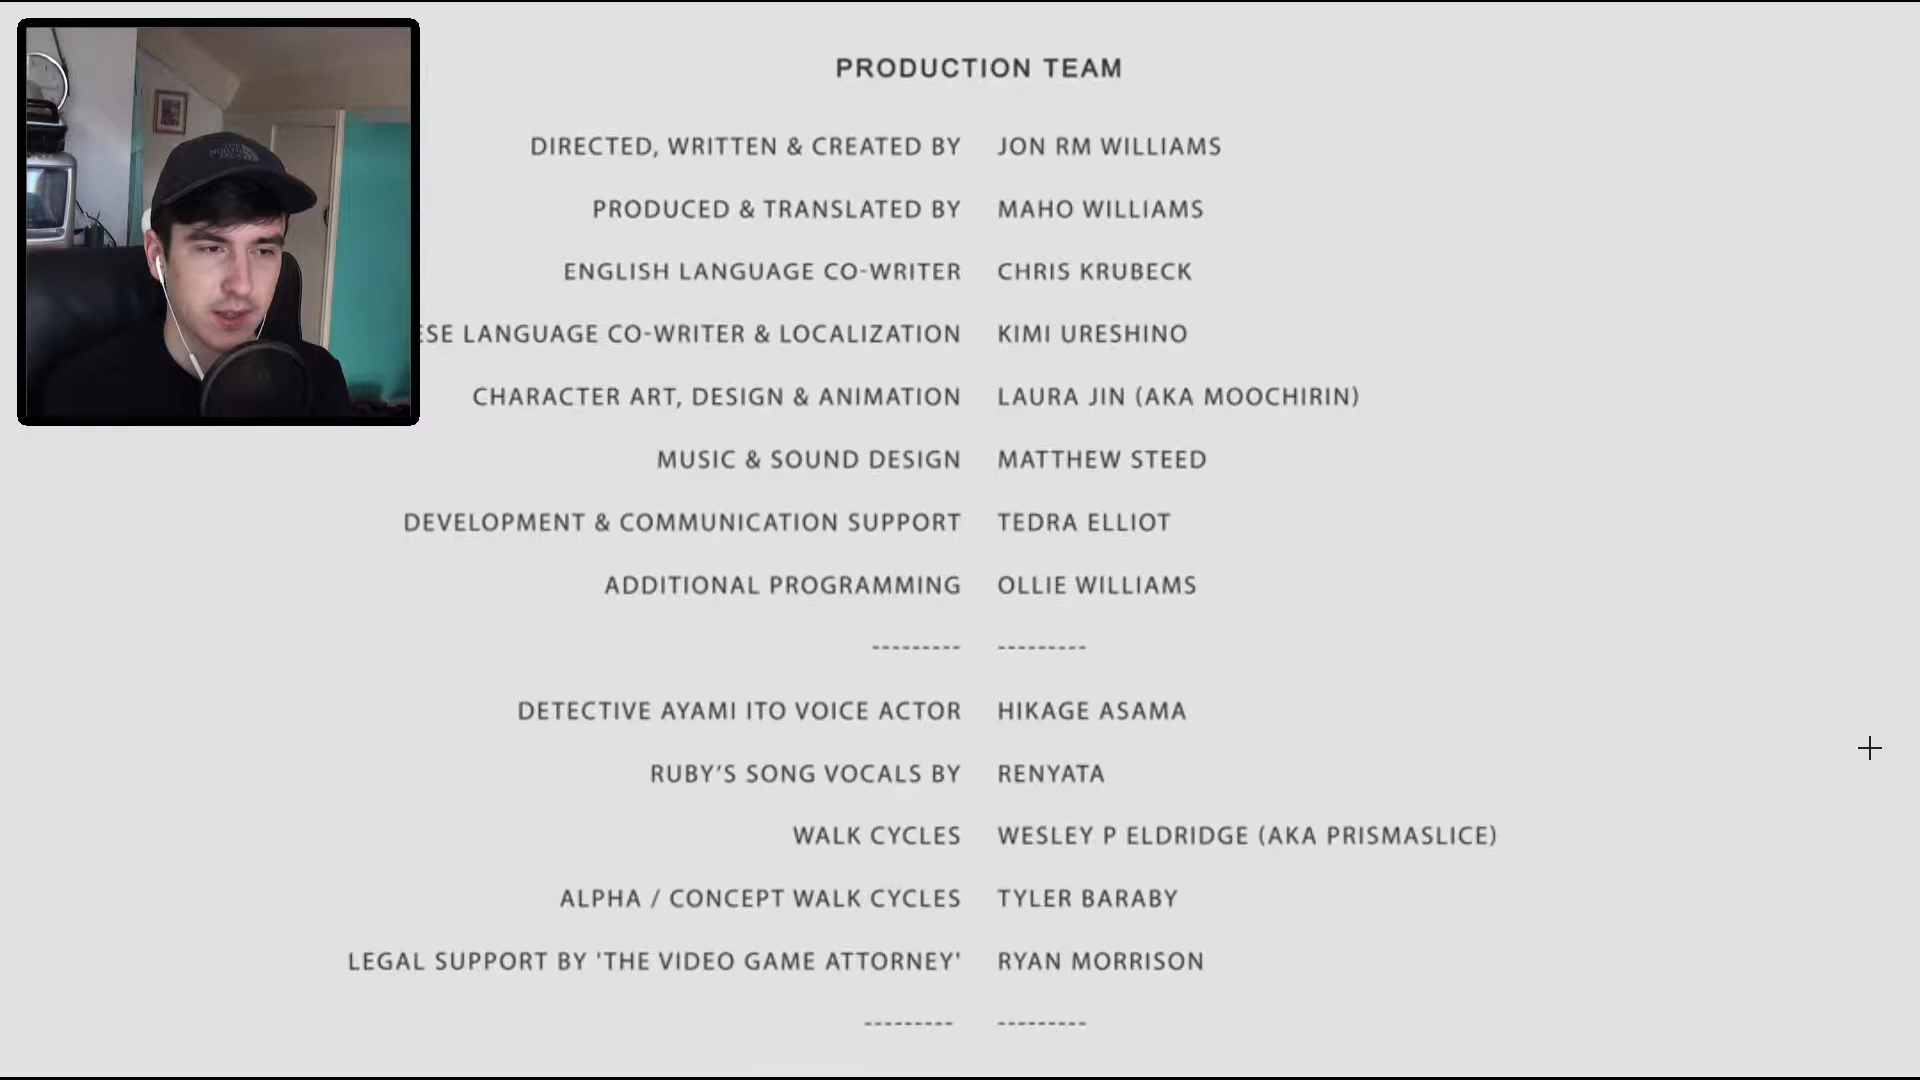 PRODUCTION TEAM
DIRECTED, WRITTEN & CREATED BY JON RM WILLIAMS
PRODUCED & TRANSLATED BY MAHO WILLIAMS
ENGLISH LANGUAGE CO-WRITER CHRIS KRUBECK
ESE LANGUAGE CO-WRITER & LOCALIZATION KIMI URESHINO
CHARACTER ART, DESIGN & ANIMATION LAURA JIN (AKA MOOCHIRIN)
MUSIC & SOUND DESIGN MATTHEW STEED
DEVELOPMENT & COMMUNICATION SUPPORT TEDRA ELLIOT
ADDITIONAL PROGRAMMING OLLIE WILLIAMS
--------- ---------
DETECTIVE AYAMI ITO VOICE ACTOR HIKAGE ASAMA
RUBY'S SONG VOCALS BY RENYATA
WALK CYCLES WESLEY P ELDRIDGE (AKA PRISMASLICE)
ALPHA / CONCEPT WALK CYCLES TYLER BARABY
LEGAL SUPPORT BY 'THE VIDEO GAME ATTORNEY' RYAN MORRISON
--------- ---------